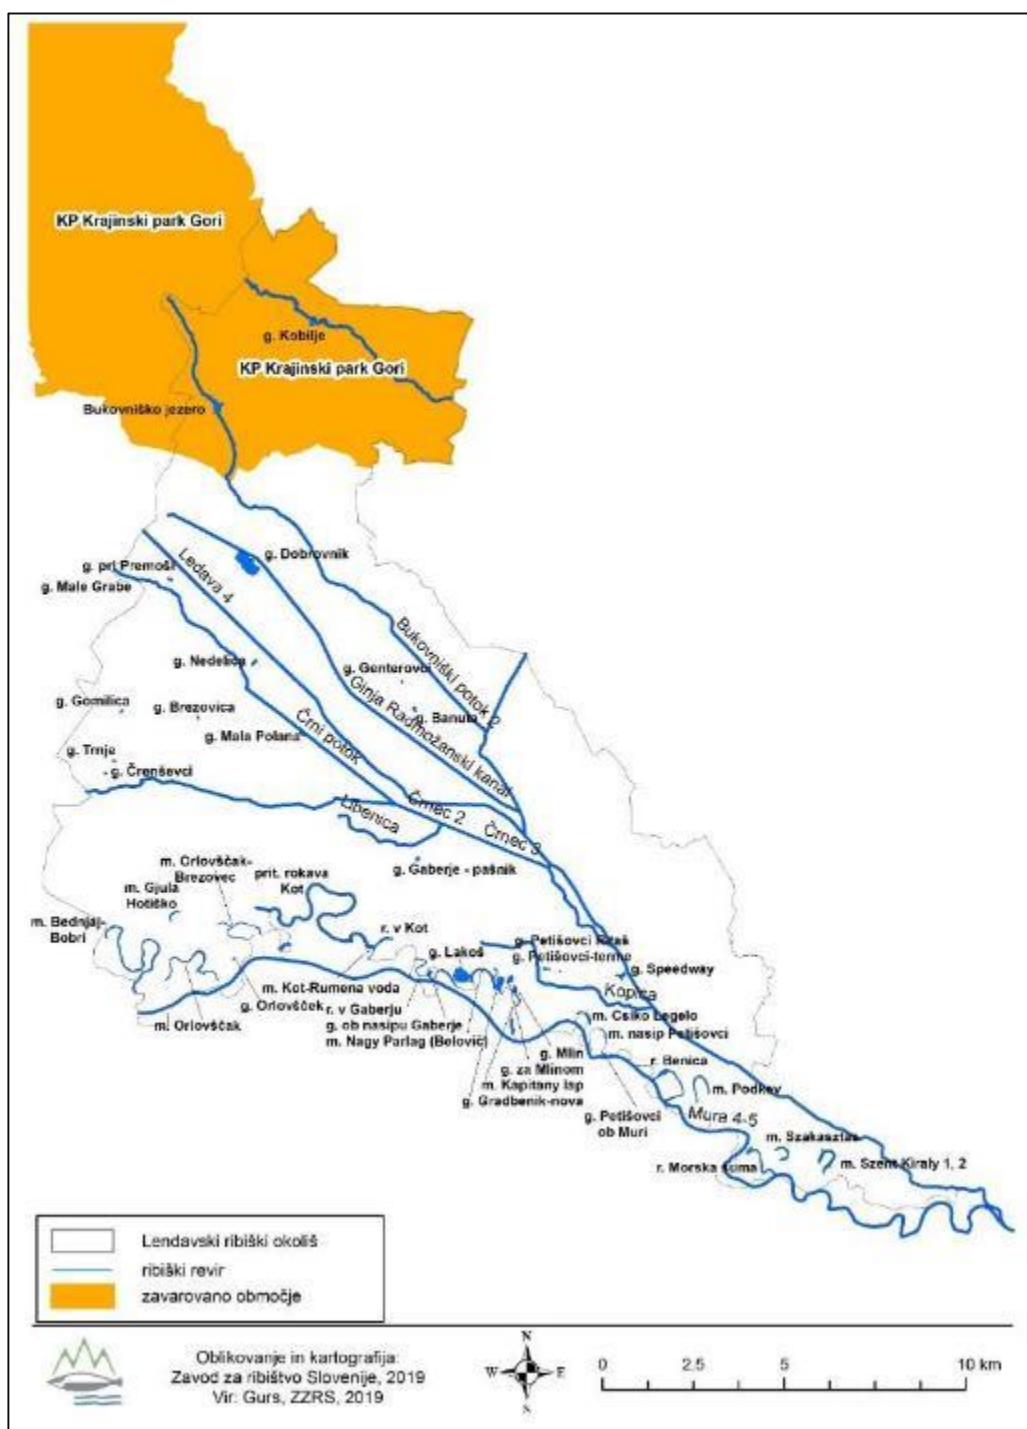 KP Krajinski park Gori
g. Kobilje
KP Krajinski park Gori
Bukovniško jezero
g. Dobrovnik
g. pri Premoši
Ledava 4
g. Male Grabe
Bukovniški potok 2
g. Nedelica
g. Genterovci
Ginja Radmožanski kanal
g. Gomilica
g. Brezovica
g. Banuta
g. Mala Polana
Črni potok
g. Trnje
g. Črenšovci
Libenica
Črnec 2
Črnec 3
g. Gaberje - pašnik
m. Orlovščak-
Brezovec
prit. rokava
Kot
m. Gjula
Hotiško
m. Bednjaj-
Bobri
r. v Kot
g. Petišovci
g. Lakoš
g. Petišovci-terme
g. Speedway
m. Kot-Rumena voda
Kopica
g. Orlovšček
r. v Gaberju
m. Csiko Legelo
m. Orlovščak
g. ob nasipu Gaberje
m. nasip Petišovci
m. Nagy Parlag (Belovič)
g. Mlin
r. Benica
g. za Mlinom
m. Kapitany lap
m. Podkev
g. Gradbenik-nova
g. Petišovci
ob Muri
Mura 4-5
m. Szakasztas
r. Morska šuma
m. Szent Kiraly 1, 2
Lendavski ribiški okoliš
ribiški revir
zavarovano območje
Oblikovanje in kartografija:
Zavod za ribištvo Slovenije, 2019
Vir: Gurs, ZZRS, 2019
N
W E
S
0 2.5 5 10 km